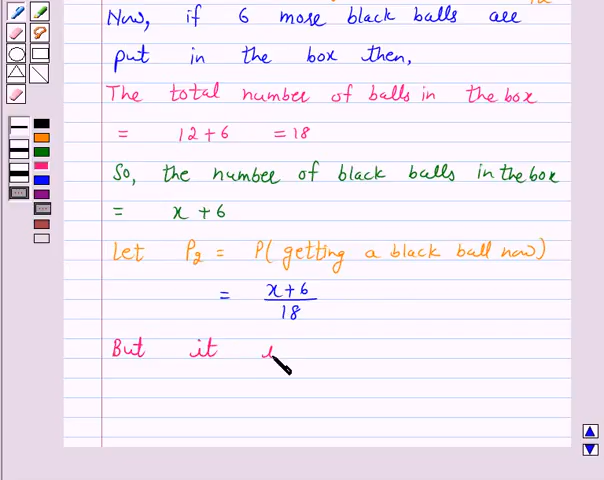 12
Now, if 6 more black balls are
put in the box then,
The total number of balls in the box
= 12+6 =18
So, the number of black balls in the box
= x+6
Let P2 = P( getting a black ball now)
= x+6
18
But it